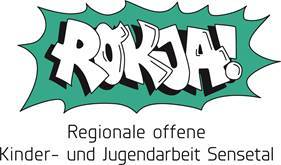 ROKJA!
Regionale offene
Kinder- und Jugendarbeit Sensetal